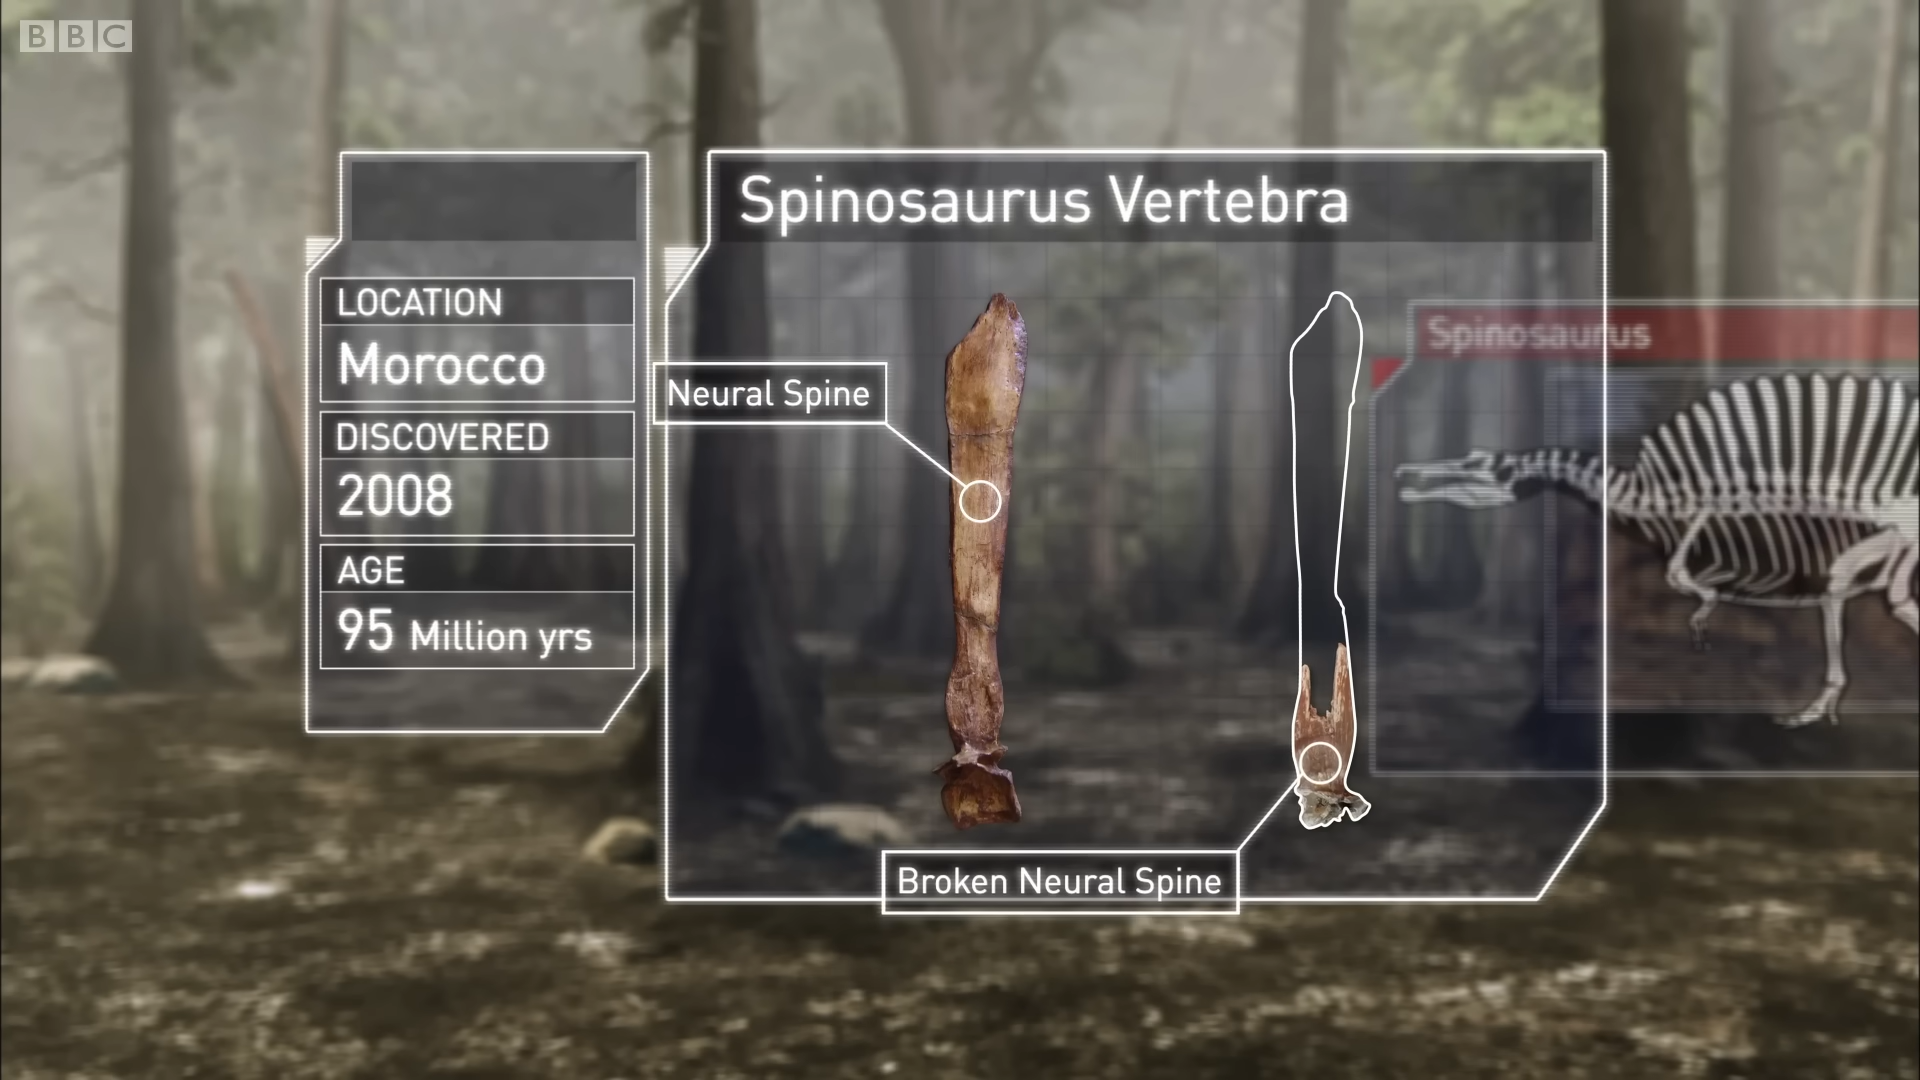 BBC
LOCATION
Morocco
DISCOVERED
2008
AGE
95 Million yrs
Spinosaurus Vertebra
Neural Spine
Broken Neural Spine
Spinosaurus